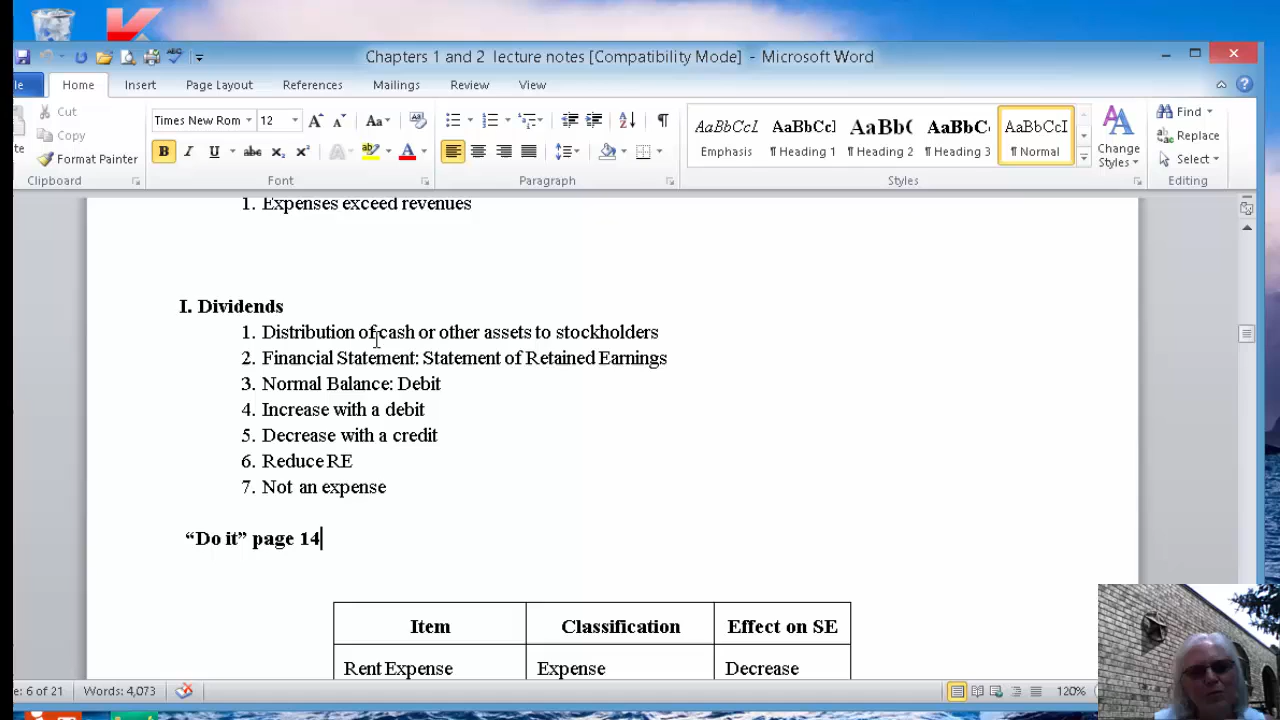 Chapters 1 and 2 lecture notes [Compatibility Mode] - Microsoft Word
Home Insert Page Layout References Mailings Review View
Cut
Copy
Format Painter
Clipboard
Times New Rom 12
Font
Paragraph
AaBbCcI AaBbCc] AaBb( AaBbC‹ AaBbCcI
Emphasis ¶ Heading 1 ¶ Heading 2 ¶ Heading 3 ¶ Normal
Change Styles
Styles
Find
Replace
Select
Editing
1. Expenses exceed revenues
I. Dividends
1. Distribution of cash or other assets to stockholders
2. Financial Statement: Statement of Retained Earnings
3. Normal Balance: Debit
4. Increase with a debit
5. Decrease with a credit
6. Reduce RE
7. Not an expense
“Do it” page 14
Item Classification Effect on SE
Rent Expense Expense Decrease
e: 6 of 21 Words: 4,073 120%